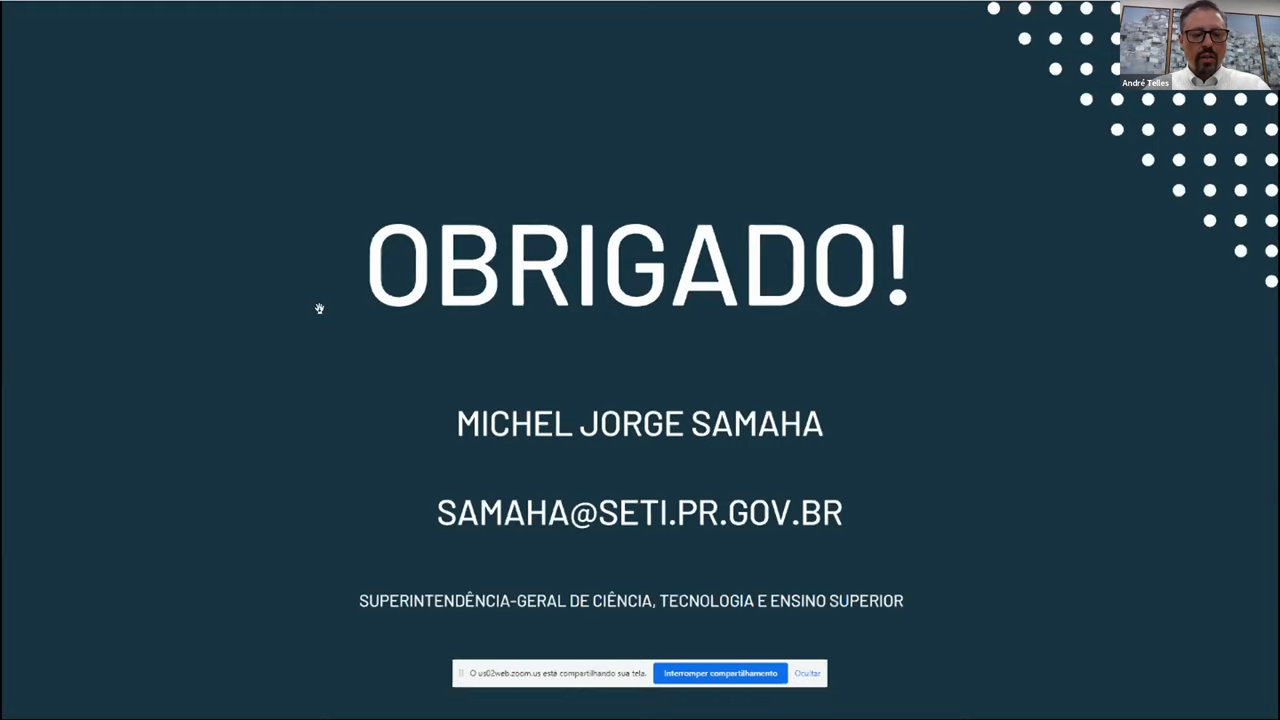 André Telles
OBRIGADO!
MICHEL JORGE SAMAHA
SAMAHA@SETI.PR.GOV.BR
SUPERINTENDÊNCIA-GERAL DE CIÊNCIA, TECNOLOGIA E ENSINO SUPERIOR
O us02web.zoom.us está compartilhando sua tela. Interromper compartilhamento Ocultar